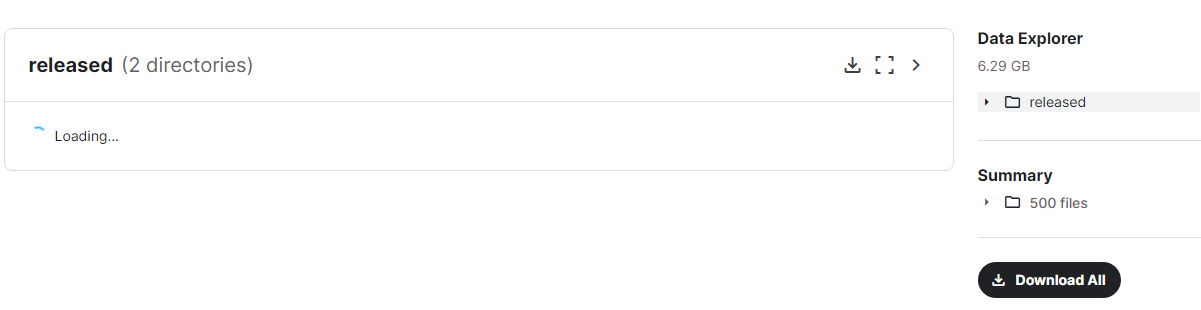 released (2 directories)
Loading...
Data Explorer
6.29 GB
released
Summary
500 files
Download All